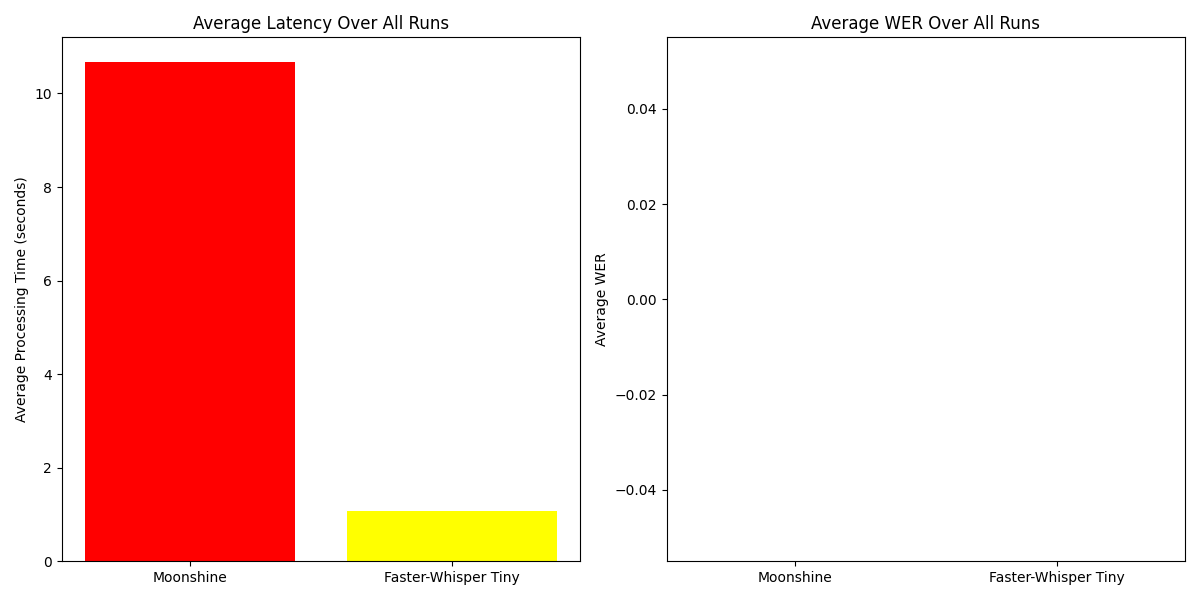 Average Latency Over All Runs
Average Processing Time (seconds)
10
8
6
4
2
0
Moonshine
Faster-Whisper Tiny
Average WER Over All Runs
Average WER
0.04
0.02
0.00
−0.02
−0.04
Moonshine
Faster-Whisper Tiny